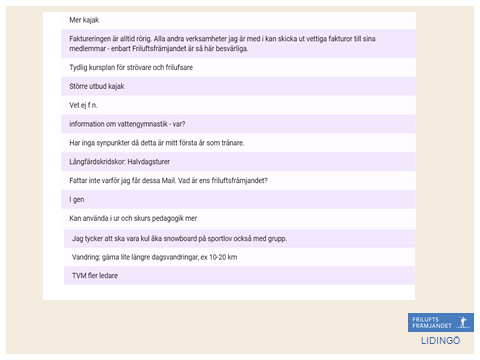 Mer kajak
Faktureringen är alltid rörig. Alla andra verksamheter jag är med i kan skicka ut vettiga fakturor till sina
medlemmar - enbart Friluftsfrämjandet är så här besvärliga.
Tydlig kursplan för strövare och frilufsare
Större utbud kajak
Vet ej f n.
information om vattengymnastik - var?
Har inga synpunkter då detta är mitt första år som tränare.
Långfärdskridskor: Halvdagsturer
Fattar inte varför jag får dessa Mail. Vad är ens friluftsfrämjandet?
I gen
Kan använda i ur och skurs pedagogik mer
Jag tycker att ska vara kul åka snowboard på sportlov också med grupp.
Vandring: gärna lite längre dagsvandringar, ex 10-20 km
TVM fler ledare
FRILUFTS
FRÄMJANDET
LIDINGÖ